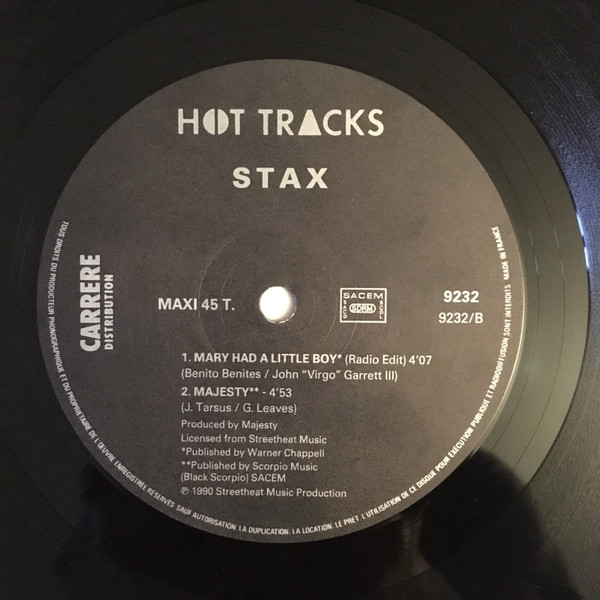 HOT TRACKS
STAX
CARRERE
DISTRIBUTION
MAXI 45 T.
SACEM
SACD
SDRM
SCDL
9232
9232/B
1. MARY HAD A LITTLE BOY* (Radio Edit) 4'07
(Benito Benites / John "Virgo" Garrett III)
2. MAJESTY** - 4'53
(J. Tarsus / G. Leaves)
Produced by Majesty
Licensed from Streetheat Music
*Published by Warner Chappell
**Published by Scorpio Music
(Black Scorpio) SACEM
℗ 1990 Streetheat Music Production
TOUS DROITS DU PRODUCTEUR PHONOGRAPHIQUE ET DU PROPRIETAIRE DE L'ŒUVRE ENREGISTREE RESERVES SAUF AUTORISATION LA DUPLICATION, LA LOCATION, LE PRET, L'UTILISATION DE CE DISQUE POUR EXECUTION PUBLIQUE ET RADIODIFFUSION SONT INTERDITS MADE IN FRANCE